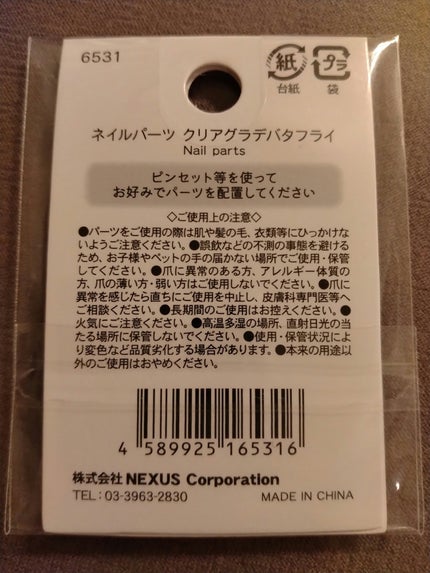 6531
紙
プラ
台紙
袋
ネイルパーツ クリアグラデバタフライ
Nail parts
ピンセット等を使って
お好みでパーツを配置してください
◇ご使用上の注意◇
●パーツをご使用の際は肌や髪の毛、衣類等にひっかけな
いようご注意ください。●誤飲などの不測の事態を避ける
ため、お子様やペットの手の届かない場所でご使用・保管
してください。●爪に異常のある方、アレルギー体質の
方、爪の薄い方・弱い方はご使用しないでください。●爪に
異常を感じたら直ちにご使用を中止し、皮膚科専門医等へ
ご相談ください。●長期間のご使用はお控えください。●
火気にご注意ください。●高温多湿の場所、直射日光の当
たる場所に保管しないでください。●使用・保管状況によ
り変色など品質劣化する場合があります。●本来の用途以
外のご使用はおやめください。
4 589925 165316
株式会社 NEXUS Corporation
TEL：03-3963-2830 MADE IN CHINA